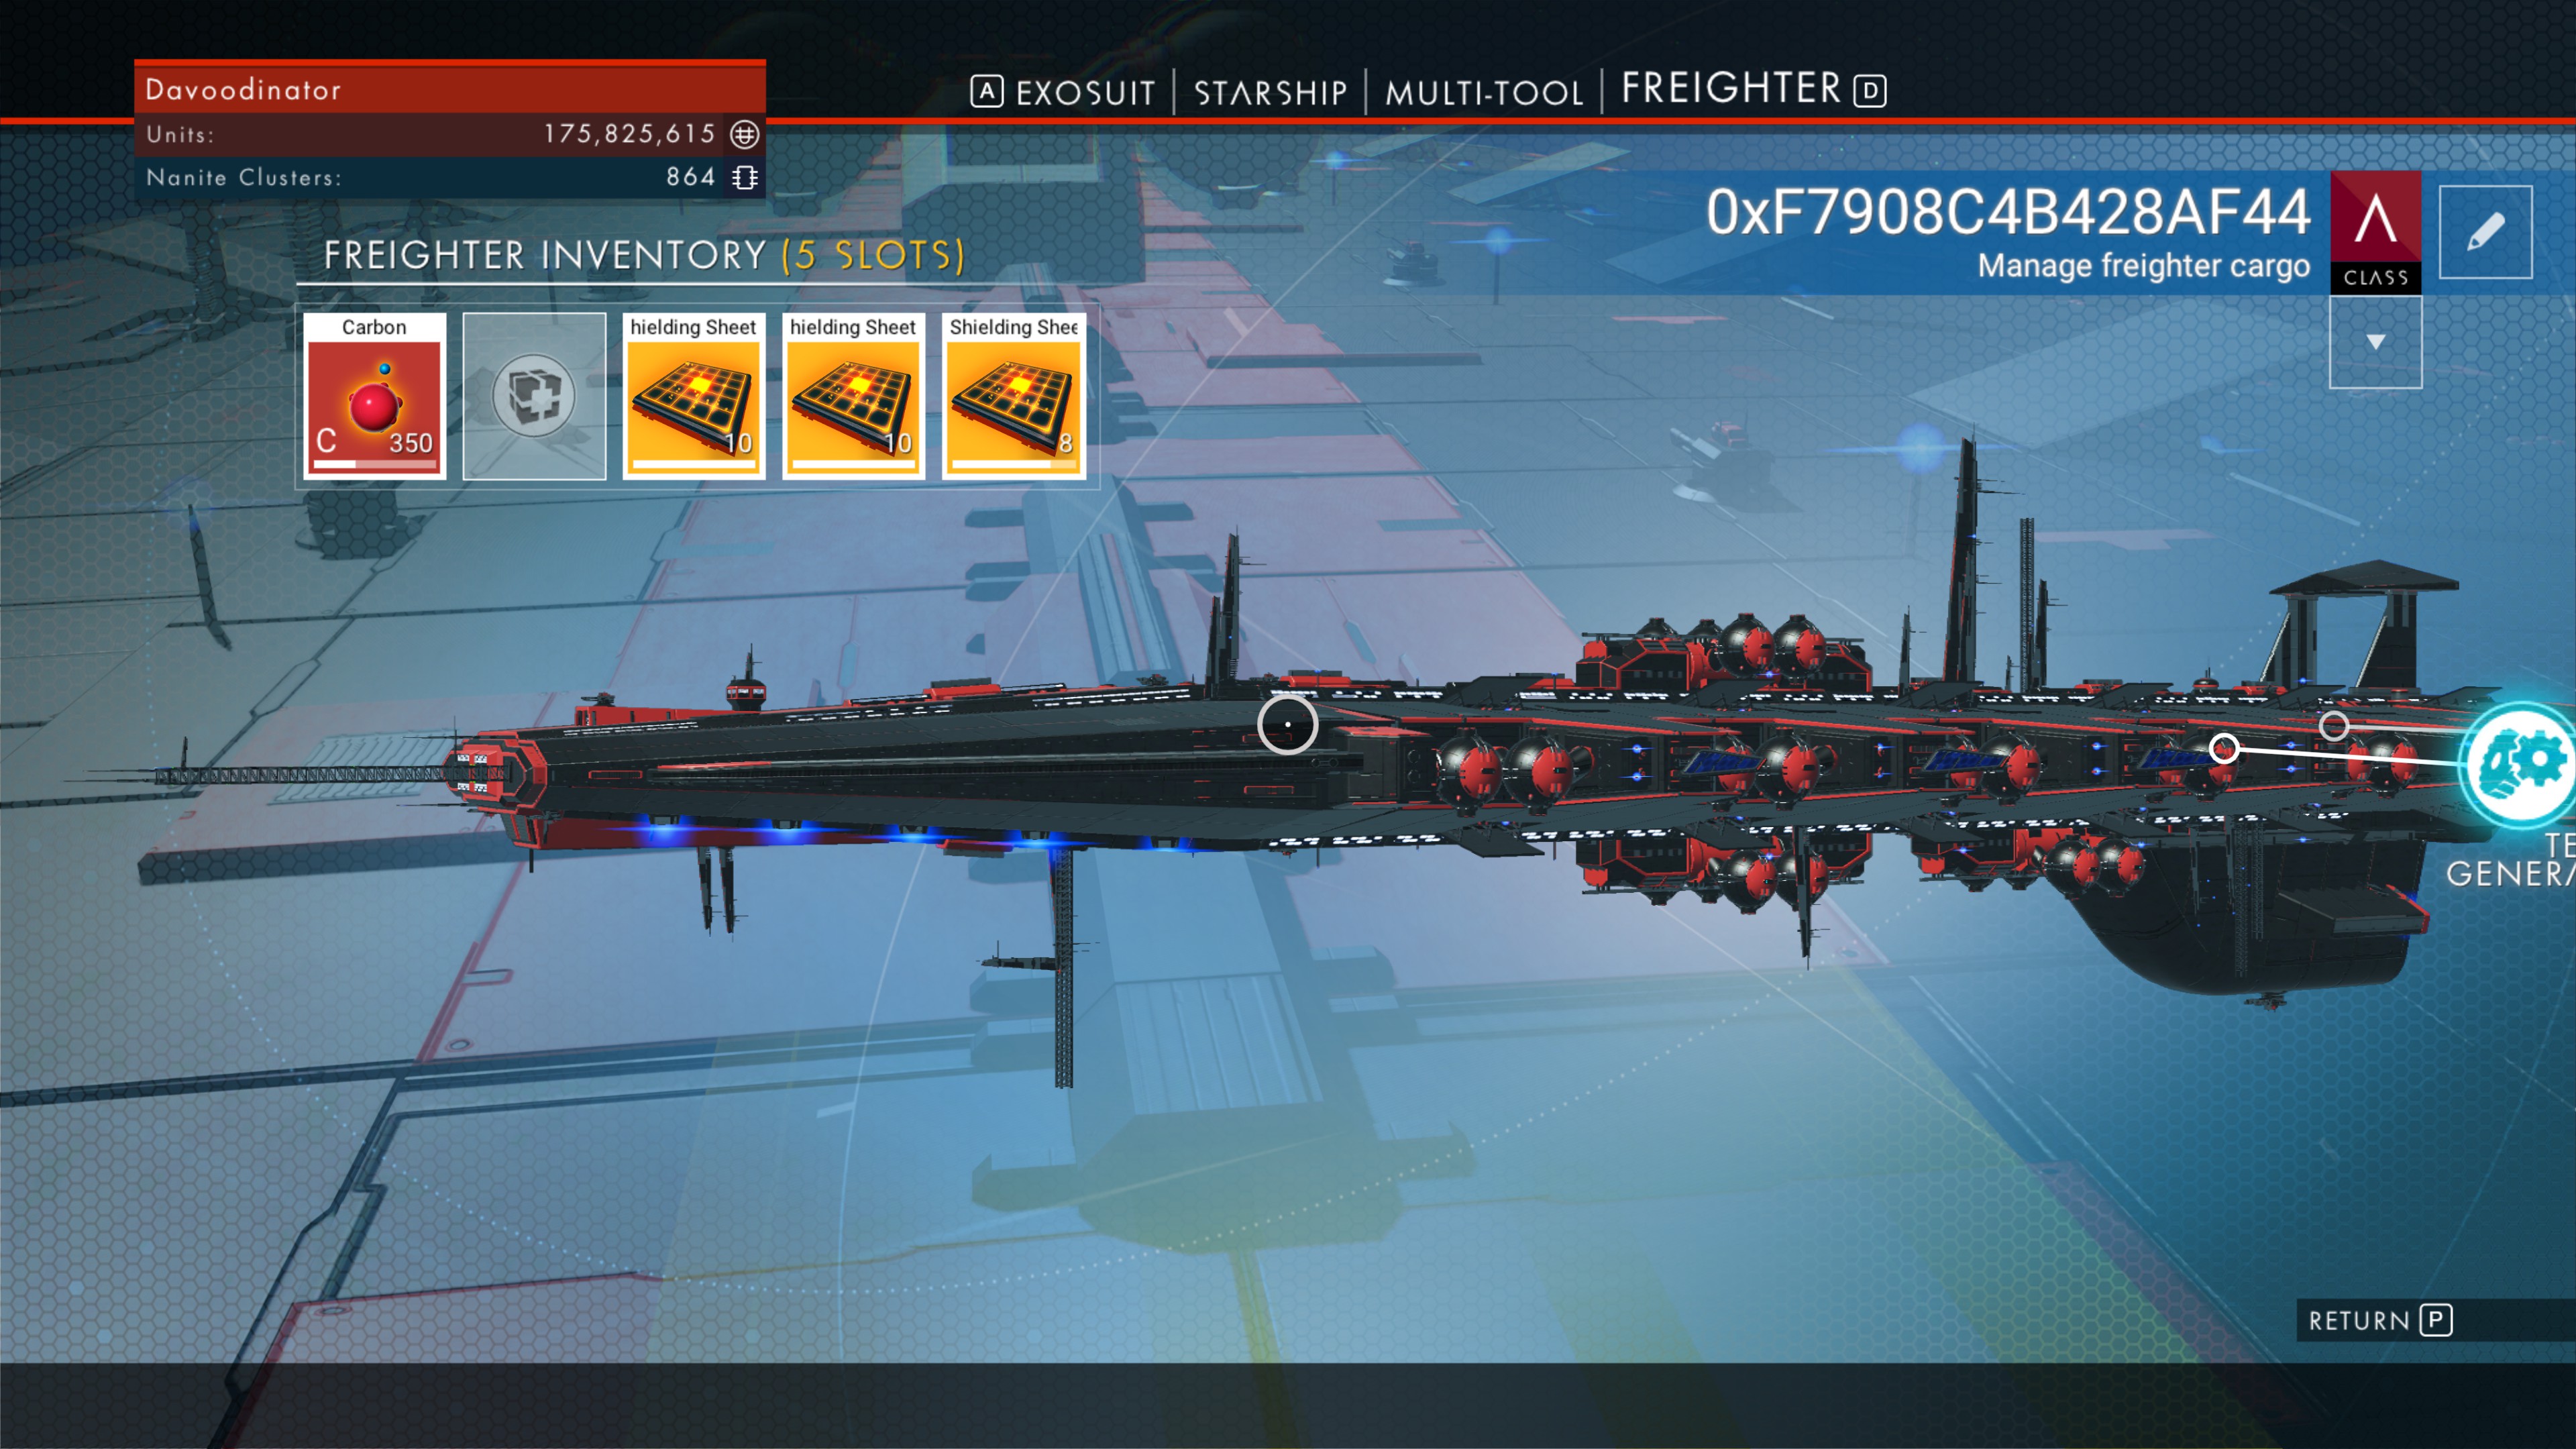 Davoodinator
Units: 175,825,615
Nanite Clusters: 864
A EXOSUIT STARSHIP MULTI-TOOL FREIGHTER D
0xF7908C4B428AF44
Manage freighter cargo
A
CLASS
FREIGHTER INVENTORY (5 SLOTS)
Carbon hielding Sheet hielding Sheet Shielding Shee
C 350 10 10 8
TE
GENERA
RETURN P